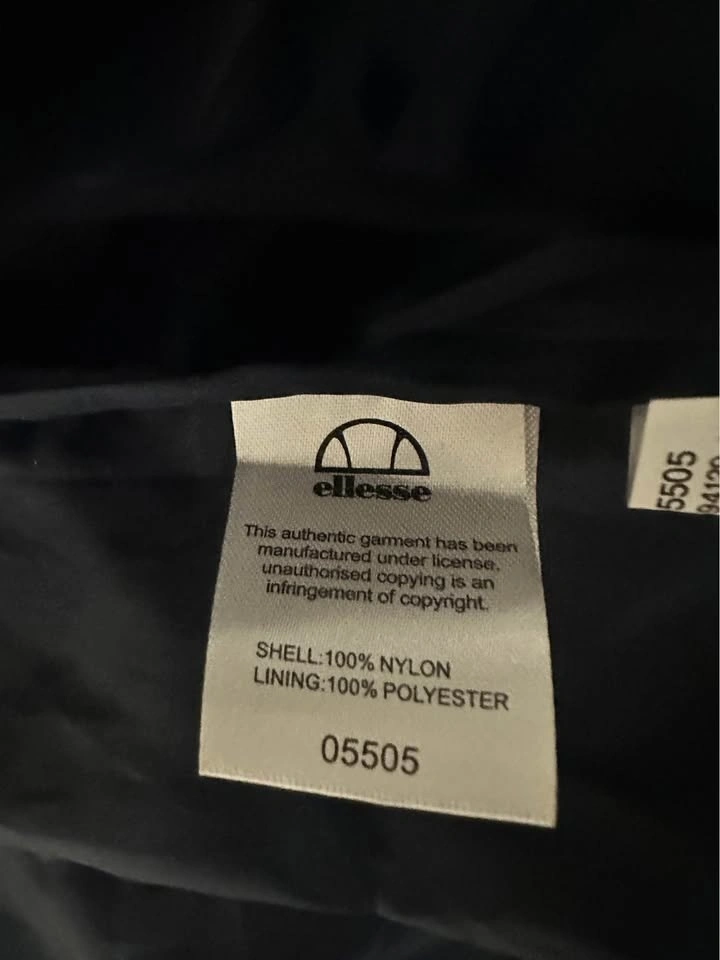 ellesse
This authentic garment has been
manufactured under license.
unauthorised copying is an
infringement of copyright.
SHELL:100% NYLON
LINING:100% POLYESTER
05505
5505